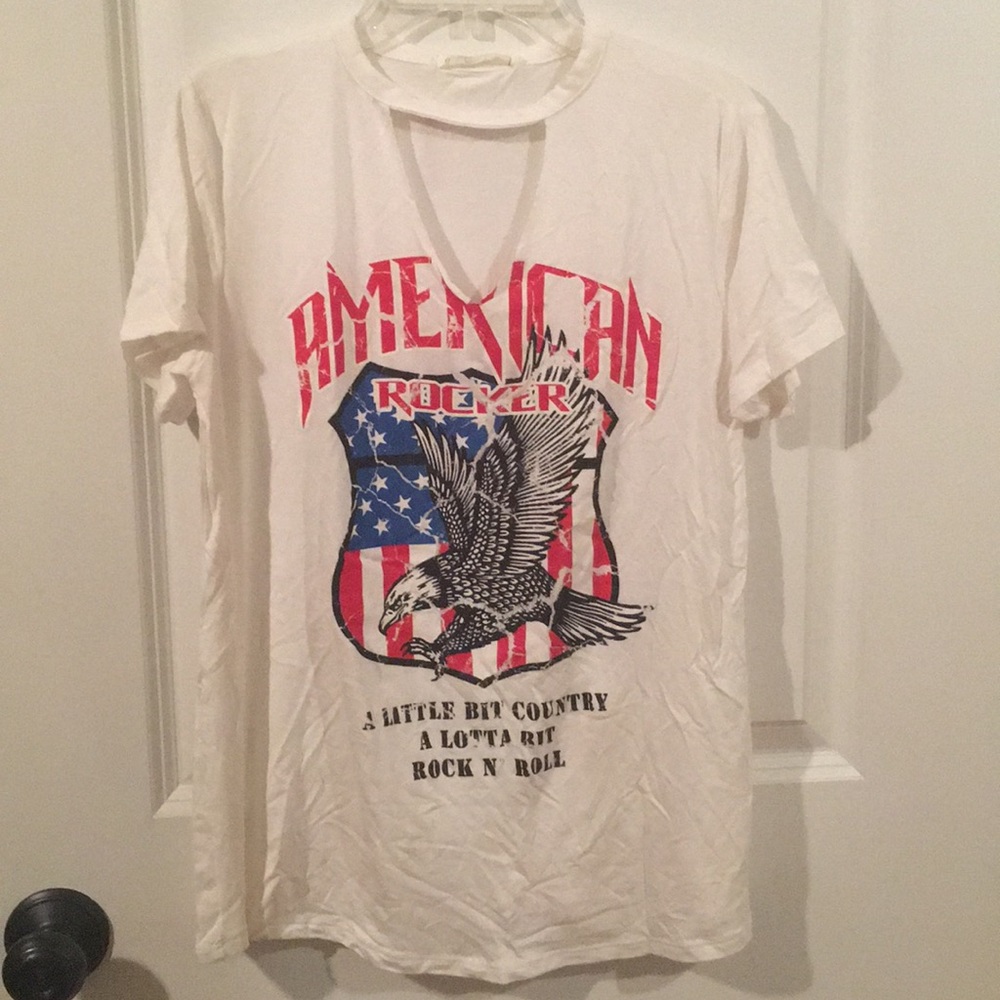 AMERICAN
ROCKER
A LITTLE BIT COUNTRY
A LOTTA BIT
ROCK N' ROLL